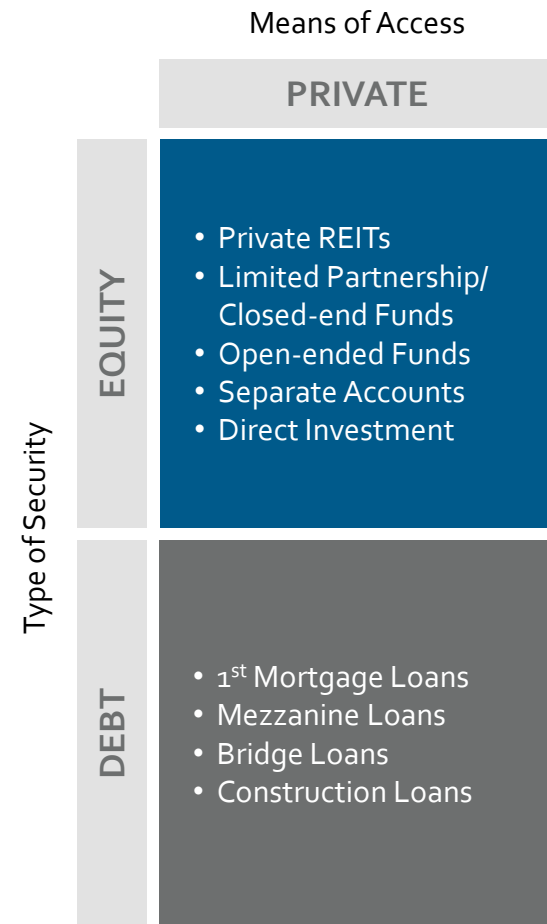 Means of Access
PRIVATE
Type of Security
EQUITY
• Private REITs
• Limited Partnership/
Closed-end Funds
• Open-ended Funds
• Separate Accounts
• Direct Investment
DEBT
• 1st Mortgage Loans
• Mezzanine Loans
• Bridge Loans
• Construction Loans